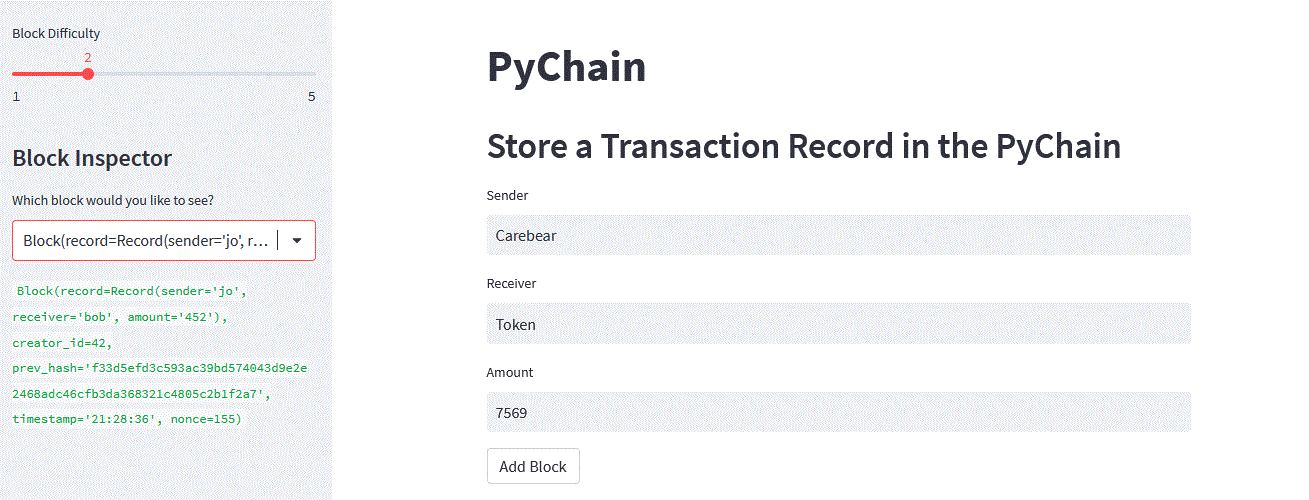 Block Difficulty
2
1 5
Block Inspector
Which block would you like to see?
Block(record=Record(sender='jo', r...
Block(record=Record(sender='jo',
receiver='bob', amount='452'),
creator_id=42,
prev_hash='f33d5efd3c593ac39bd574043d9e2e
2468adc46cfb3da368321c4805c2b1f2a7',
timestamp='21:28:36', nonce=155)
PyChain
Store a Transaction Record in the PyChain
Sender
Carebear
Receiver
Token
Amount
7569
Add Block